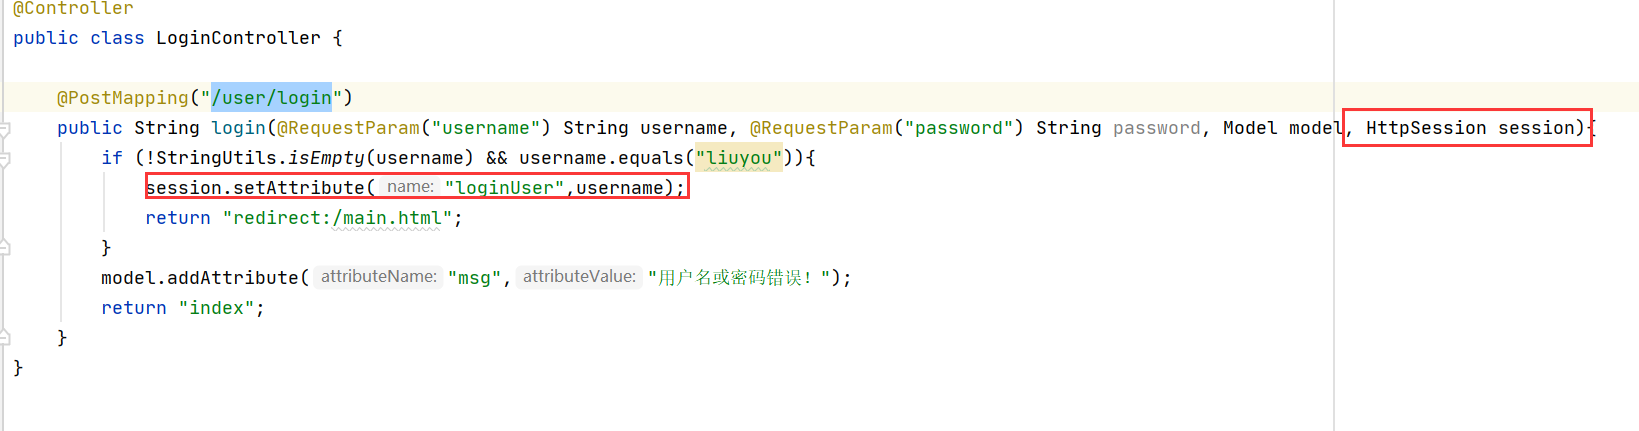 @Controller
public class LoginController {
@PostMapping("/user/login")
public String login(@RequestParam("username") String username, @RequestParam("password") String password, Model model, HttpSession session){
if (!StringUtils.isEmpty(username) && username.equals("liuyou")){
session.setAttribute( name: "loginUser",username);
return "redirect:/main.html";
}
model.addAttribute( attributeName: "msg", attributeValue: "用户名或密码错误！");
return "index";
}
}